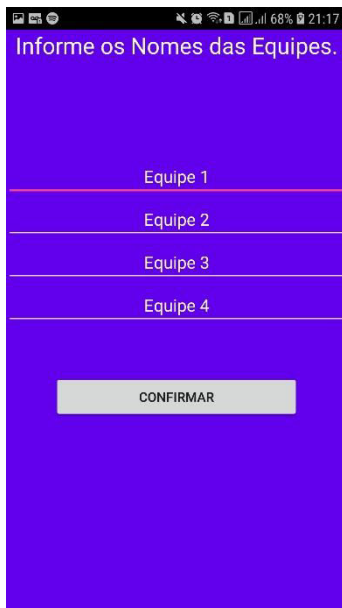 68% 21:17
Informe os Nomes das Equipes.
Equipe 1
Equipe 2
Equipe 3
Equipe 4
CONFIRMAR